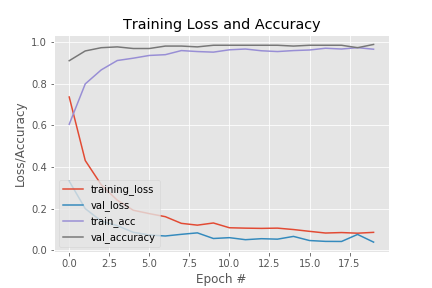 Training Loss and Accuracy
Loss/Accuracy
1.0
0.8
0.6
0.4
0.2
0.0
training_loss
val_loss
train_acc
val_accuracy
0.0 2.5 5.0 7.5 10.0 12.5 15.0 17.5
Epoch #